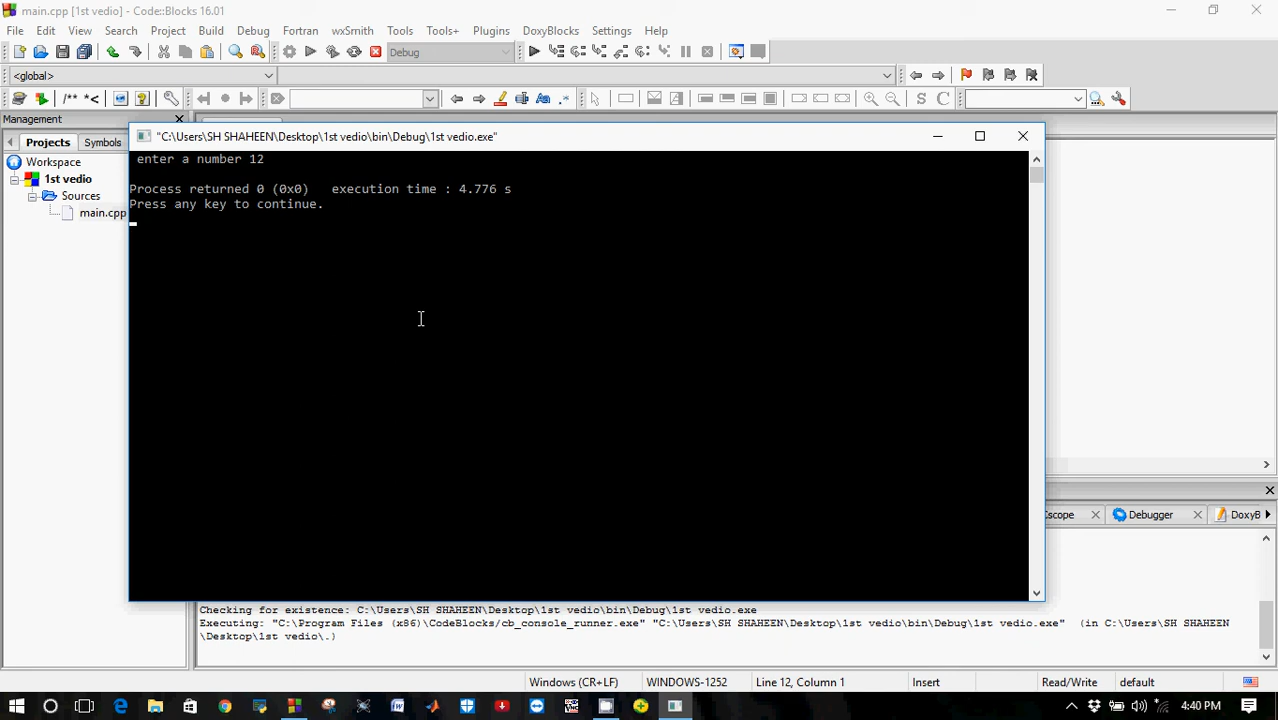 main.cpp [1st vedio] - Code::Blocks 16.01
File Edit View Search Project Build Debug Fortran wxSmith Tools Tools+ Plugins DoxyBlocks Settings Help
Debug
<global>
/** *<
.*
S C
Management
Projects Symbols
Workspace
1st vedio
Sources
main.cpp
"C:\Users\SH SHAHEEN\Desktop\1st vedio\bin\Debug\1st vedio.exe"
enter a number 12
Process returned 0 (0x0) execution time : 4.776 s
Press any key to continue.
Cscope Debugger DoxyB
Checking for existence: C:\Users\SH SHAHEEN\Desktop\1st vedio\bin\Debug\1st vedio.exe
Executing: "C:\Program Files (x86)\CodeBlocks/cb_console_runner.exe" "C:\Users\SH SHAHEEN\Desktop\1st vedio\bin\Debug\1st vedio.exe" (in C:\Users\SH SHAHEEN
\Desktop\1st vedio\.)
Windows (CR+LF) WINDOWS-1252 Line 12, Column 1 Insert Read/Write default
4:40 PM